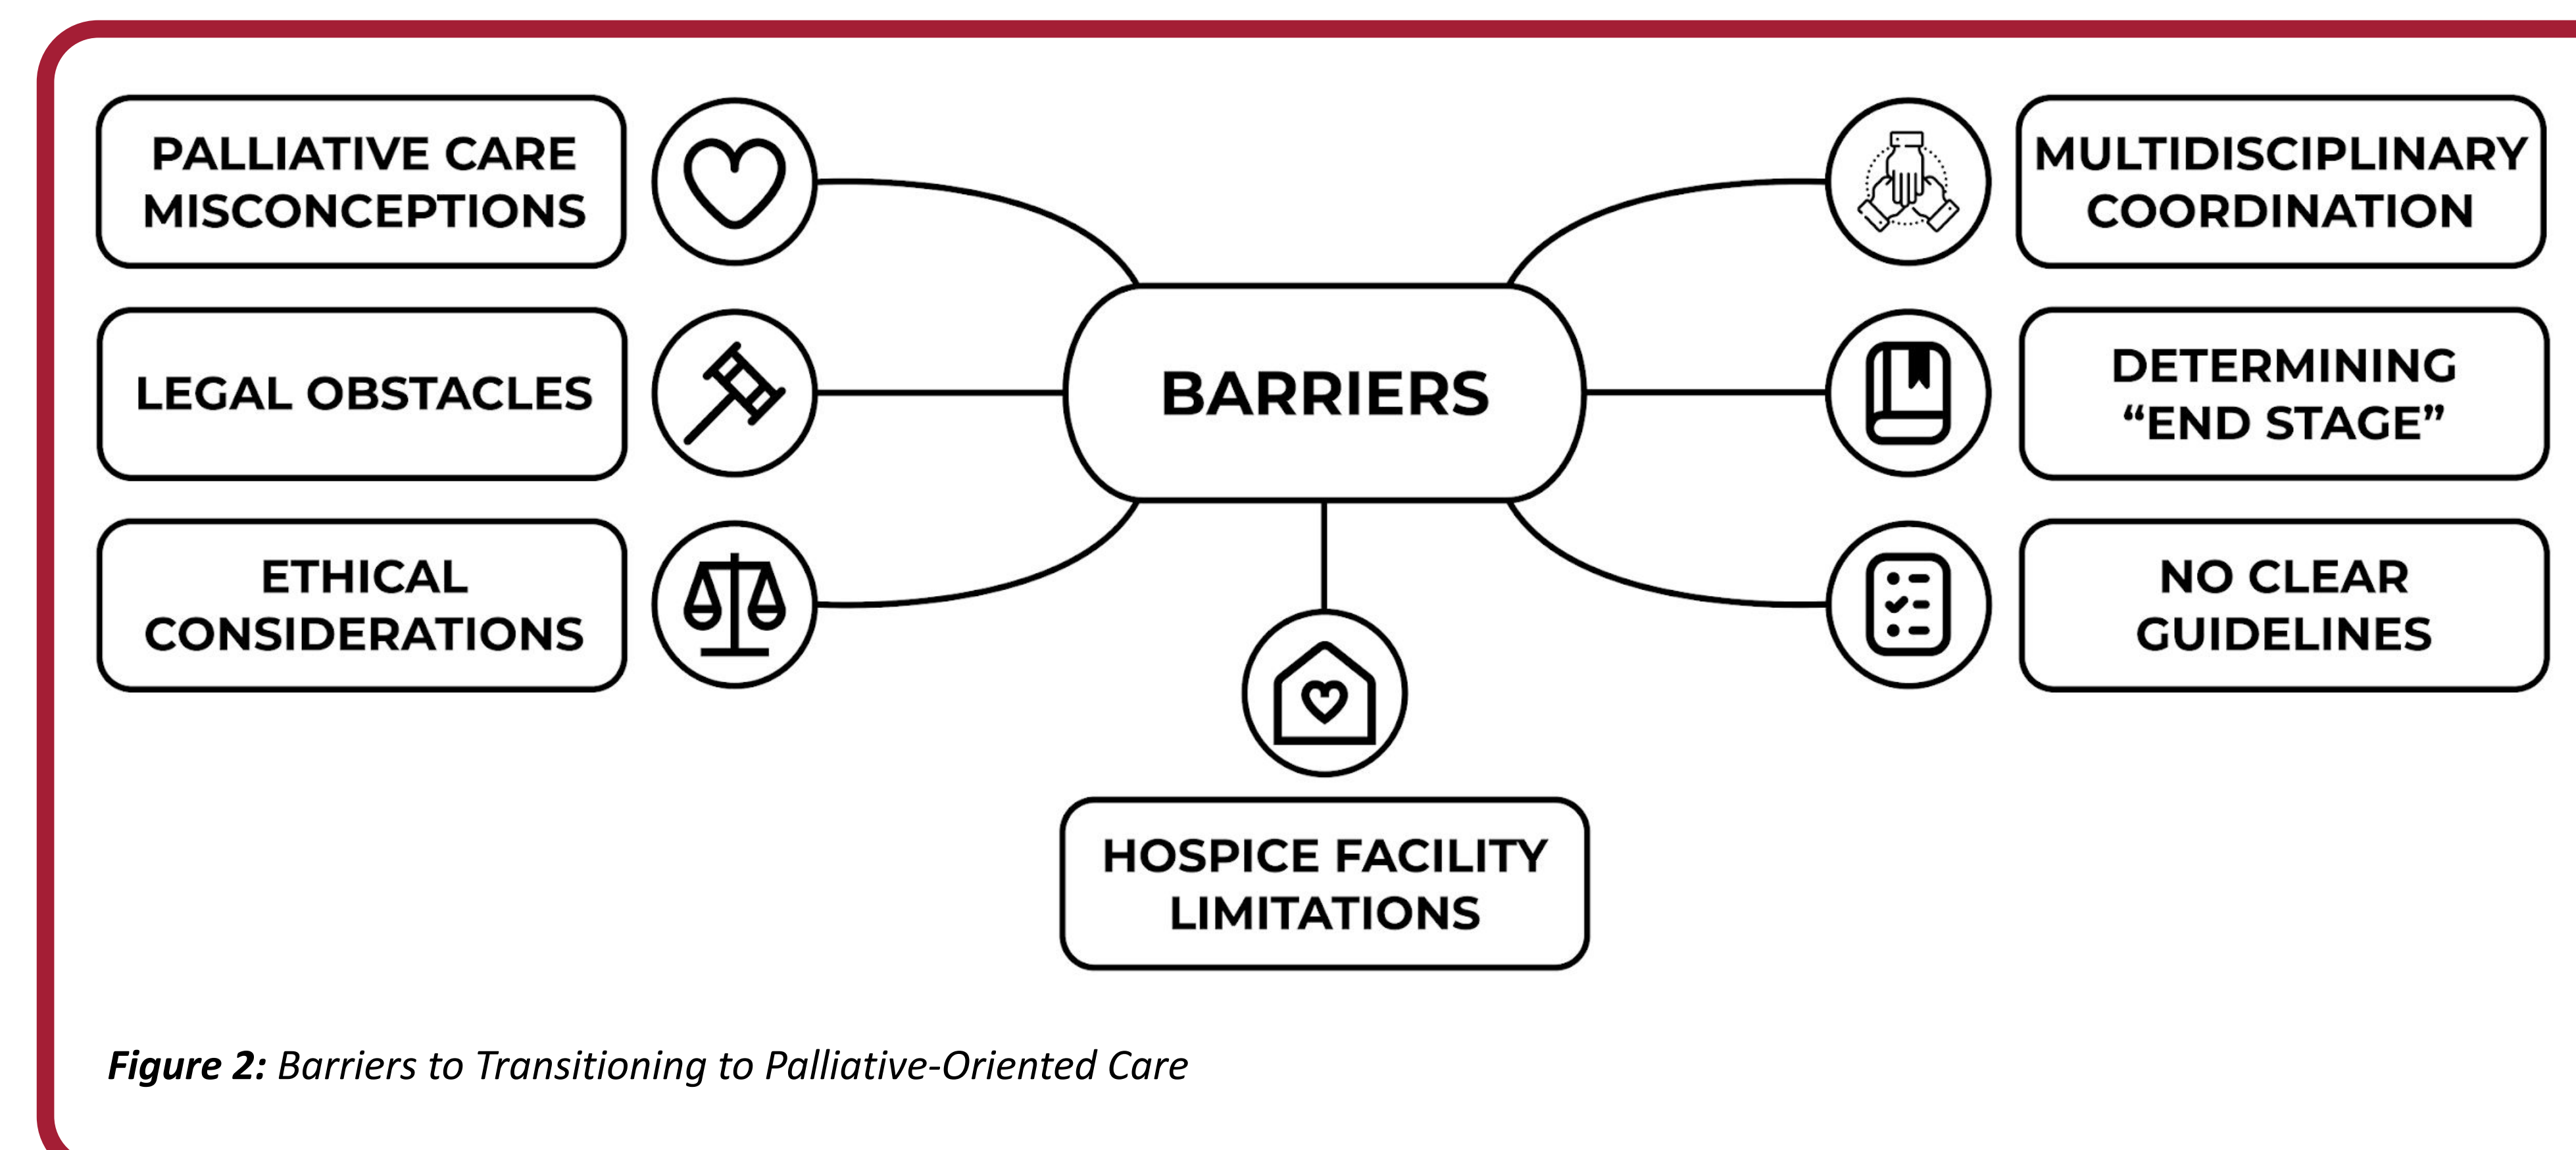 PALLIATIVE CARE
MISCONCEPTIONS
LEGAL OBSTACLES
ETHICAL
CONSIDERATIONS
BARRIERS
HOSPICE FACILITY
LIMITATIONS
MULTIDISCIPLINARY
COORDINATION
DETERMINING
“END STAGE”
NO CLEAR
GUIDELINES
Figure 2: Barriers to Transitioning to Palliative-Oriented Care